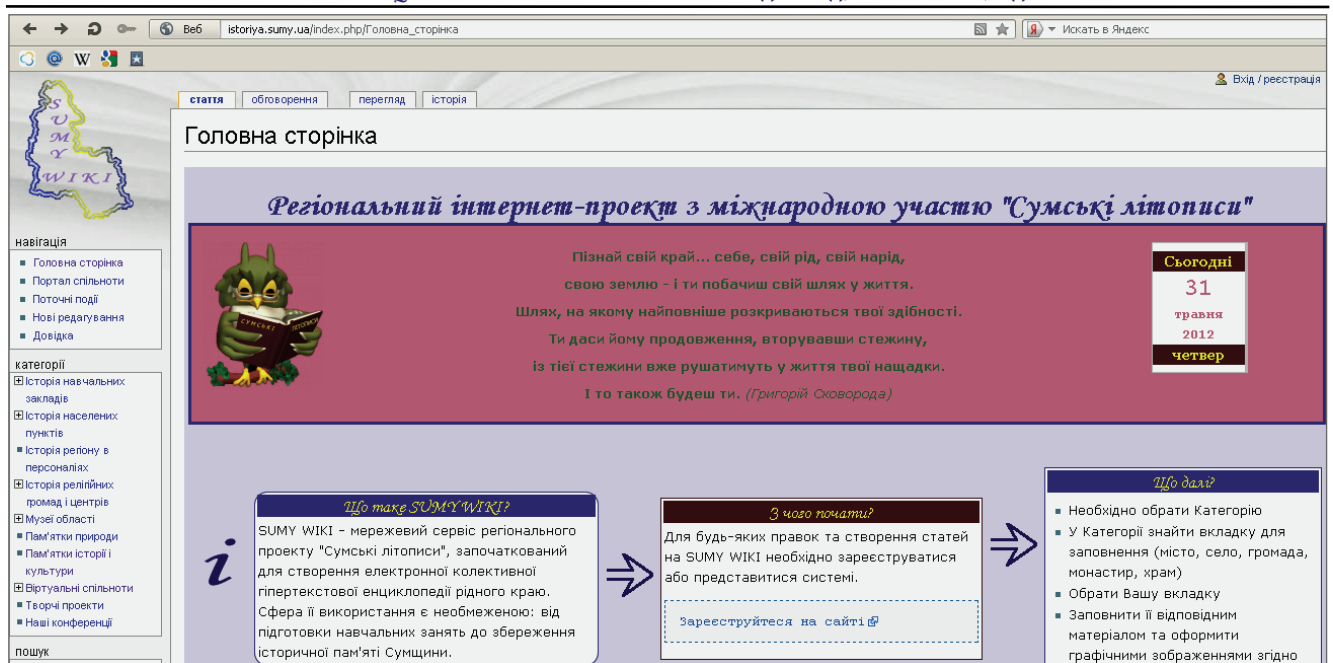 Веб istoriya.sumy.ua/index.php/Головна_сторінка Искать в Яндекс
Вхід / реєстрація
SUMY
WIKI
стаття обговорення перегляд історія
Головна сторінка
Регіональний інтернет-проект з міжнародною участю "Сумські літописи"
навігація
Головна сторінка
Портал спільноти
Поточні події
Нові редагування
Довідка
категорії
Історія навчальних
закладів
Історія населених
пунктів
Історія регіону в
персоналіях
Історія релігійних
громад і центрів
Музеї області
Пам'ятки природи
Пам'ятки історії і
культури
Віртуальні спільноти
Творчі проекти
Наші конференції
пошук
СУМСЬКІ ЛІТОПИСИ
Пізнай свій край... себе, свій рід, свій нарід,
свою землю - і ти побачиш свій шлях у життя.
Шлях, на якому найповніше розкриваються твої здібності.
Ти даси йому продовження, вторувавши стежину,
із тієї стежини вже рушатимуть у життя твої нащадки.
І то також будеш ти. (Григорій Сковорода)
Сьогодні
31
травня
2012
четвер
Що таке SUMYWIKI?
SUMY WIKI - мережевий сервіс регіонального
проекту "Сумські літописи", започаткований
для створення електронної колективної
гіпертекстової енциклопедії рідного краю.
Сфера її використання є необмеженою: від
підготовки навчальних занять до збереження
історичної пам'яті Сумщини.
З чого почати?
Для будь-яких правок та створення статей
на SUMY WIKI необхідно зареєструватися
або представитися системі.
Зареєструйтеся на сайті
Що далі?
Необхідно обрати Категорію
У Категорії знайти вкладку для
заповнення (місто, село, громада,
монастир, храм)
Обрати Вашу вкладку
Заповнити її відповідним
матеріалом та оформити
графічними зображеннями згідно